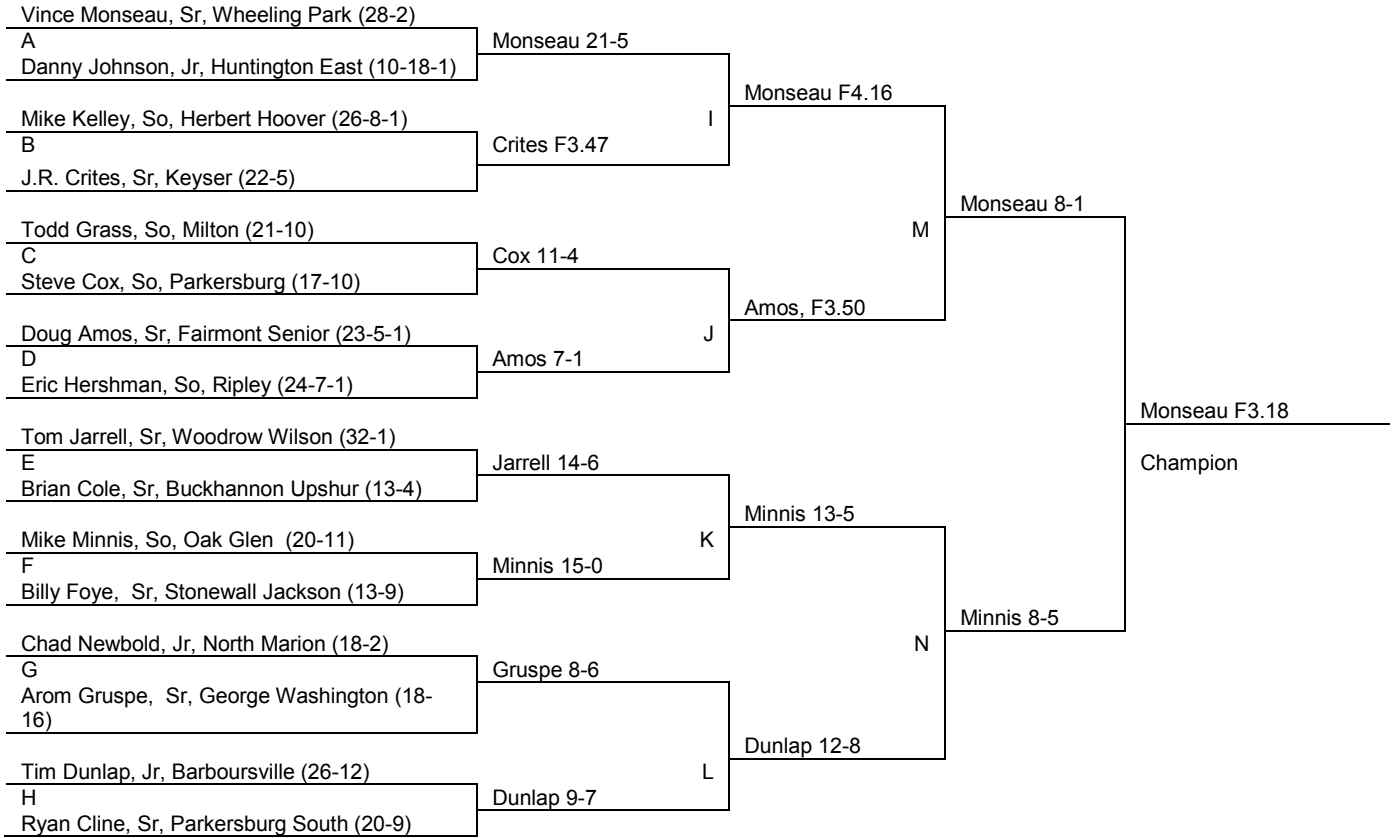 Vince Monseau, Sr, Wheeling Park (28-2)
A
Danny Johnson, Jr, Huntington East (10-18-1)
Monseau 21-5
Mike Kelley, So, Herbert Hoover (26-8-1)
B
J.R. Crites, Sr, Keyser (22-5)
Crites F3.47
I
Monseau F4.16
Todd Grass, So, Milton (21-10)
C
Steve Cox, So, Parkersburg (17-10)
Cox 11-4
Doug Amos, Sr, Fairmont Senior (23-5-1)
D
Eric Hershman, So, Ripley (24-7-1)
Amos 7-1
J
Amos, F3.50
M
Monseau 8-1
Tom Jarrell, Sr, Woodrow Wilson (32-1)
E
Brian Cole, Sr, Buckhannon Upshur (13-4)
Jarrell 14-6
Mike Minnis, So, Oak Glen  (20-11)
F
Billy Foye,  Sr, Stonewall Jackson (13-9)
Minnis 15-0
K
Minnis 13-5
Chad Newbold, Jr, North Marion (18-2)
G
Arom Gruspe,  Sr, George Washington (18-
16)
Gruspe 8-6
Tim Dunlap, Jr, Barboursville (26-12)
H
Ryan Cline, Sr, Parkersburg South (20-9)
Dunlap 9-7
L
Dunlap 12-8
N
Minnis 8-5
Monseau F3.18
Champion